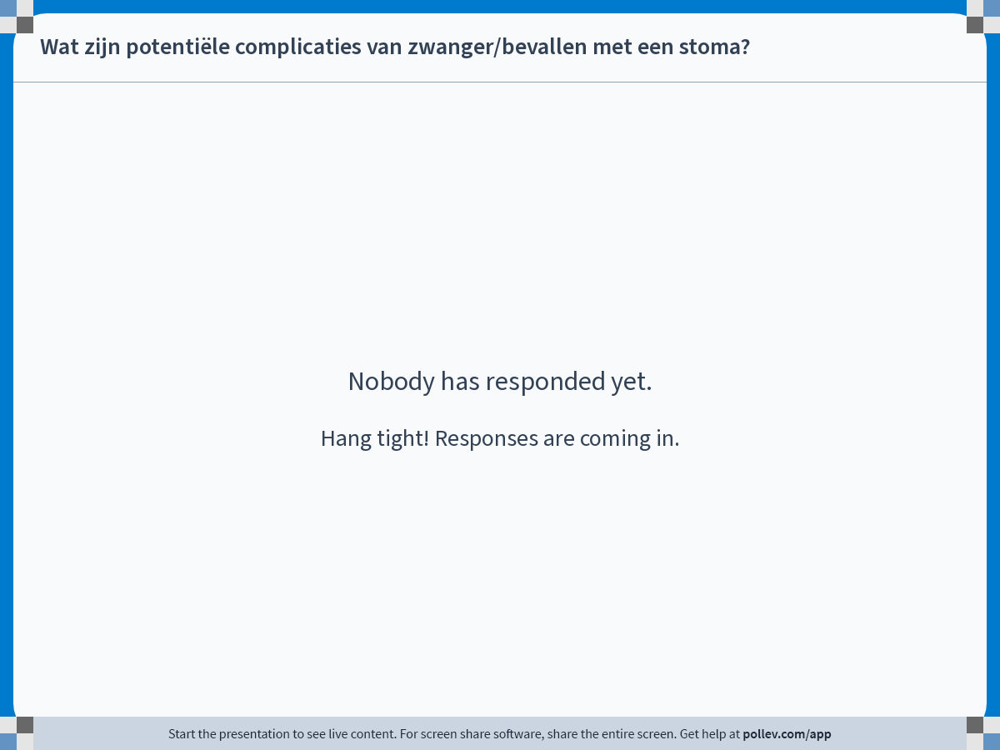 Wat zijn potentiële complicaties van zwanger/bevallen met een stoma?
Nobody has responded yet.
Hang tight! Responses are coming in.
Start the presentation to see live content. For screen share software, share the entire screen. Get help at pollev.com/app